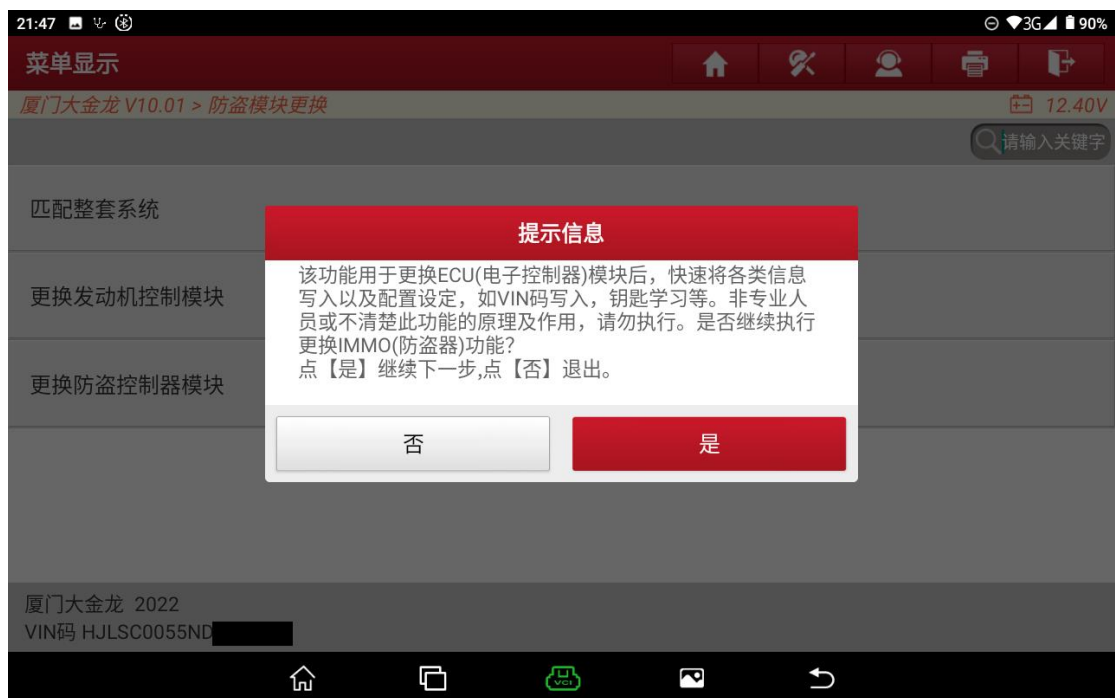 21:47
3G 90%
菜单显示
厦门大金龙 V10.01 > 防盗模块更换
12.40V
请输入关键字
匹配整套系统
提示信息
该功能用于更换ECU(电子控制器)模块后，快速将各类信息
写入以及配置设定，如VIN码写入，钥匙学习等。非专业人
员或不清楚此功能的原理及作用，请勿执行。是否继续执行
更换IMMO(防盗器)功能？
点【是】继续下一步,点【否】退出。
更换发动机控制模块
更换防盗控制器模块
否
是
厦门大金龙 2022
VIN码 HJLSC0055ND
VCI